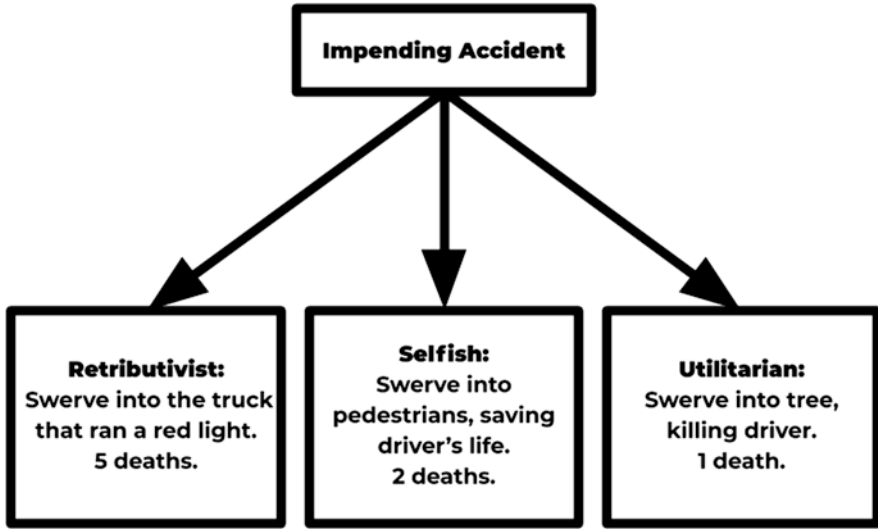 Impending Accident
Retributivist:
Swerve into the truck
that ran a red light.
5 deaths.
Selfish:
Swerve into
pedestrians, saving
driver's life.
2 deaths.
Utilitarian:
Swerve into tree,
killing driver.
1 death.